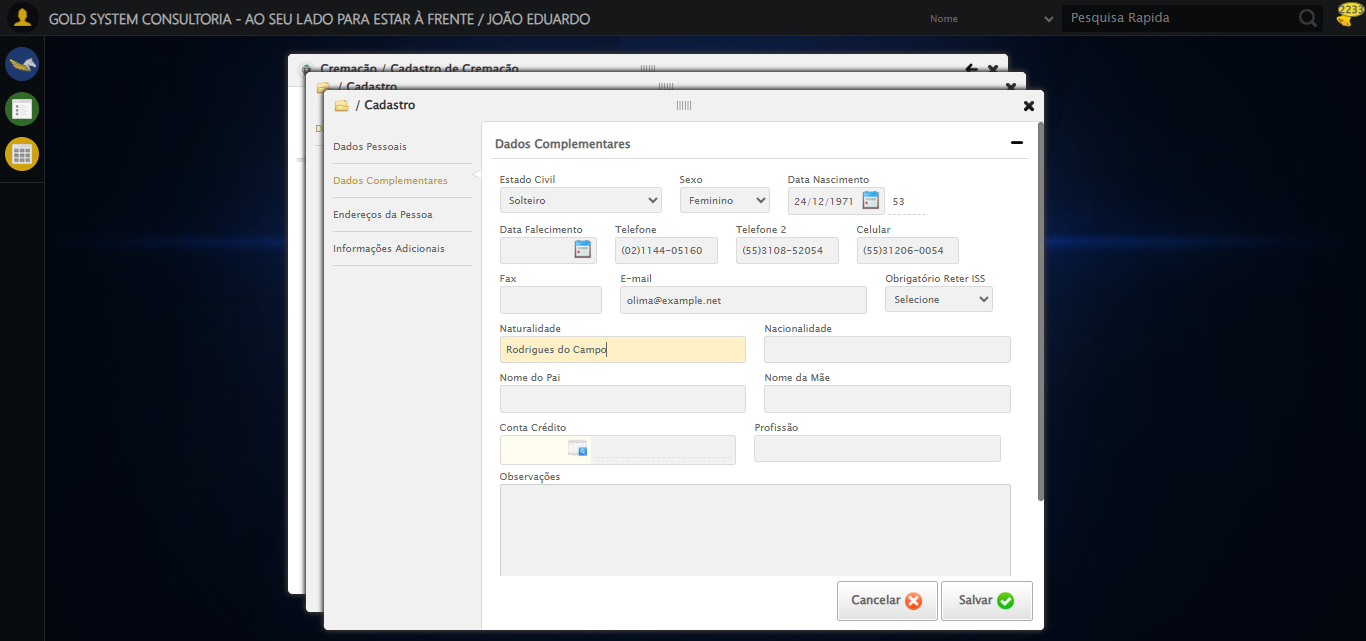 GOLD SYSTEM CONSULTORIA - AO SEU LADO PARA ESTAR À FRENTE / JOÃO EDUARDO
Nome
Pesquisa Rapida
2233
Cremação / Cadastro de Cremação
/ Cadastro
/ Cadastro
D
Dados Pessoais
Dados Complementares
Endereços da Pessoa
Informações Adicionais
Dados Complementares
Estado Civil Sexo Data Nascimento
Solteiro Feminino 24/12/1971 53
Data Falecimento Telefone Telefone 2 Celular
(02)1144-05160 (55)3108-52054 (55)31206-0054
Fax E-mail Obrigatório Reter ISS
olima@example.net Selecione
Naturalidade Nacionalidade
Rodrigues do Campo
Nome do Pai Nome da Mãe
Conta Crédito Profissão
Observações
Cancelar Salvar